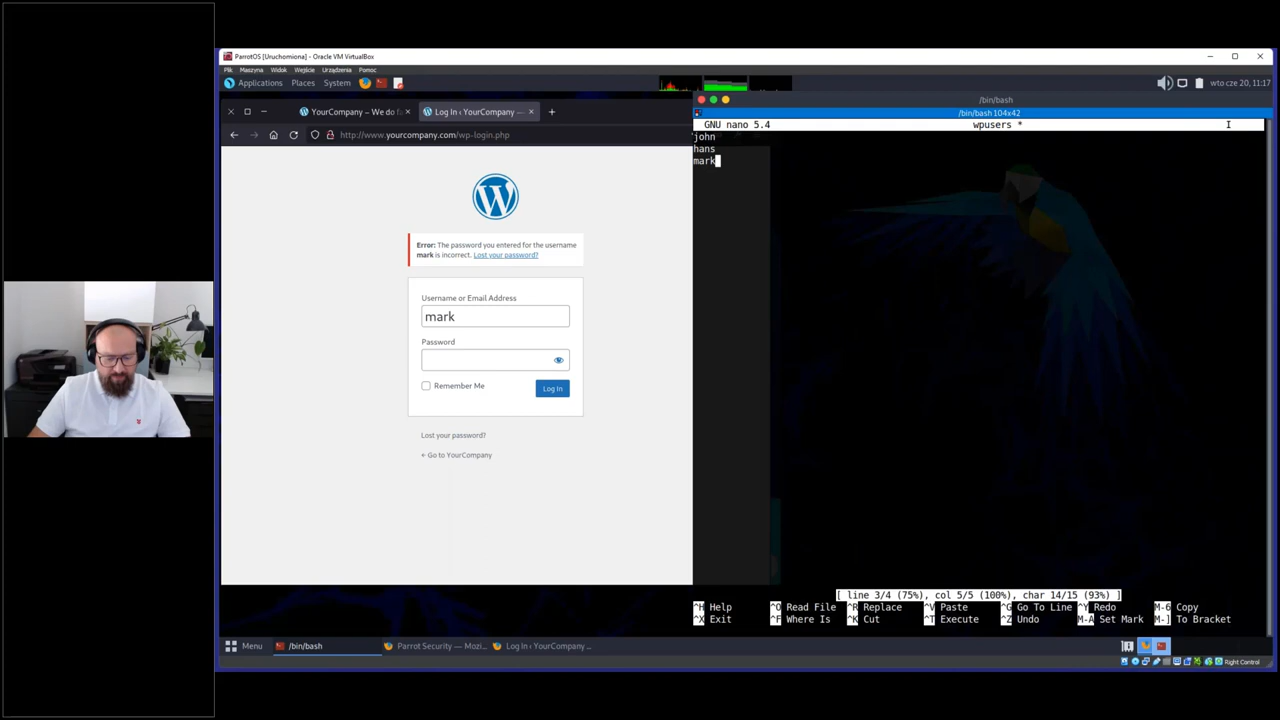 ParrotOS [Uruchomiona] - Oracle VM VirtualBox
Plik Maszyna Widok Wejście Urządzenia Pomoc
Applications Places System
wto cze 20, 11:17
YourCompany – We do fa
Log In ‹ YourCompany —
http://www.yourcompany.com/wp-login.php
Error: The password you entered for the username
mark is incorrect. Lost your password?
Username or Email Address
mark
Password
Remember Me
Log In
Lost your password?
← Go to YourCompany
/bin/bash
/bin/bash 104x42
GNU nano 5.4 wpusers *
john
hans
mark
[ line 3/4 (75%), col 5/5 (100%), char 14/15 (93%) ]
^H Help ^O Read File ^R Replace ^V Paste ^G Go To Line ^Y Redo M-6 Copy
^X Exit ^F Where Is ^K Cut ^T Execute ^Z Undo M-A Set Mark M-] To Bracket
Menu /bin/bash Parrot Security — Mozi... Log In ‹ YourCompany ...
Right Control